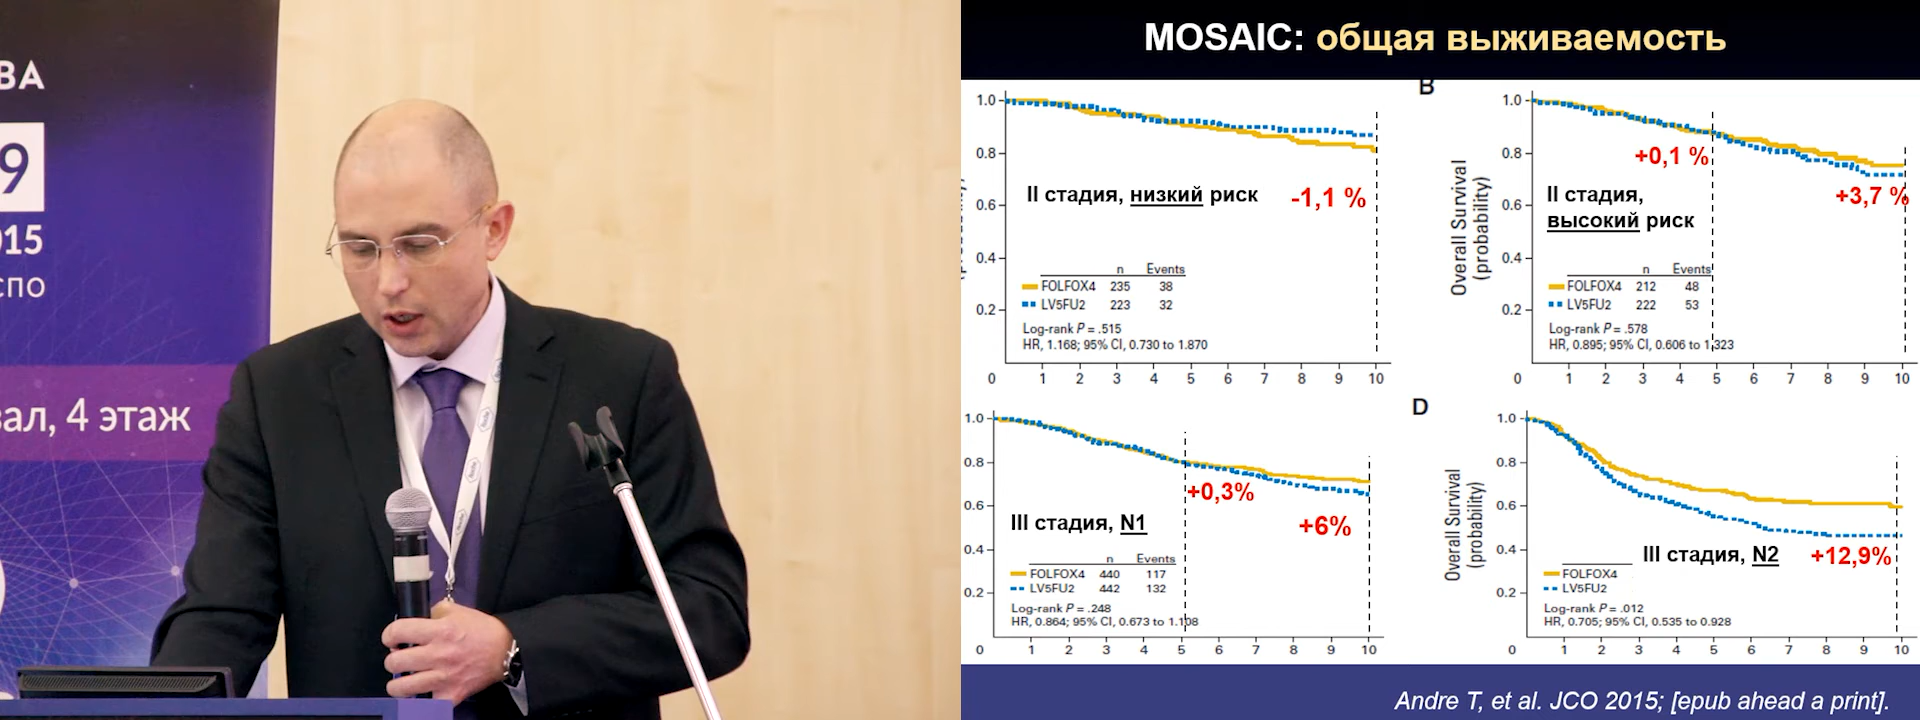 ВА
9
015
СПО
зал, 4 этаж
MOSAIC: общая выживаемость
B
1.0
0.8
0.6
0.4
0.2
0 1 2 3 4 5 6 7 8 9 10
II стадия, низкий риск -1,1 %
n Events
FOLFOX4 235 38
LV5FU2 223 32
Log-rank P = .515
HR, 1.168; 95% CI, 0.730 to 1.870
Overall Survival
(probability)
1.0
0.8
0.6
0.4
0.2
0 1 2 3 4 5 6 7 8 9 10
+0,1 %
+3,7 %
II стадия,
высокий риск
n Events
FOLFOX4 212 48
LV5FU2 222 53
Log-rank P = .578
HR, 0.895; 95% CI, 0.606 to 1.323
1.0
0.8
0.6
0.4
0.2
0 1 2 3 4 5 6 7 8 9 10
+0,3%
+6%
III стадия, N1
n Events
FOLFOX4 440 117
LV5FU2 442 132
Log-rank P = .248
HR, 0.864; 95% CI, 0.673 to 1.108
D
Overall Survival
(probability)
1.0
0.8
0.6
0.4
0.2
0 1 2 3 4 5 6 7 8 9 10
III стадия, N2 +12,9%
FOLFOX4
LV5FU2
Log-rank P = .012
HR, 0.705; 95% CI, 0.535 to 0.928
Andre T, et al. JCO 2015; [epub ahead a print].